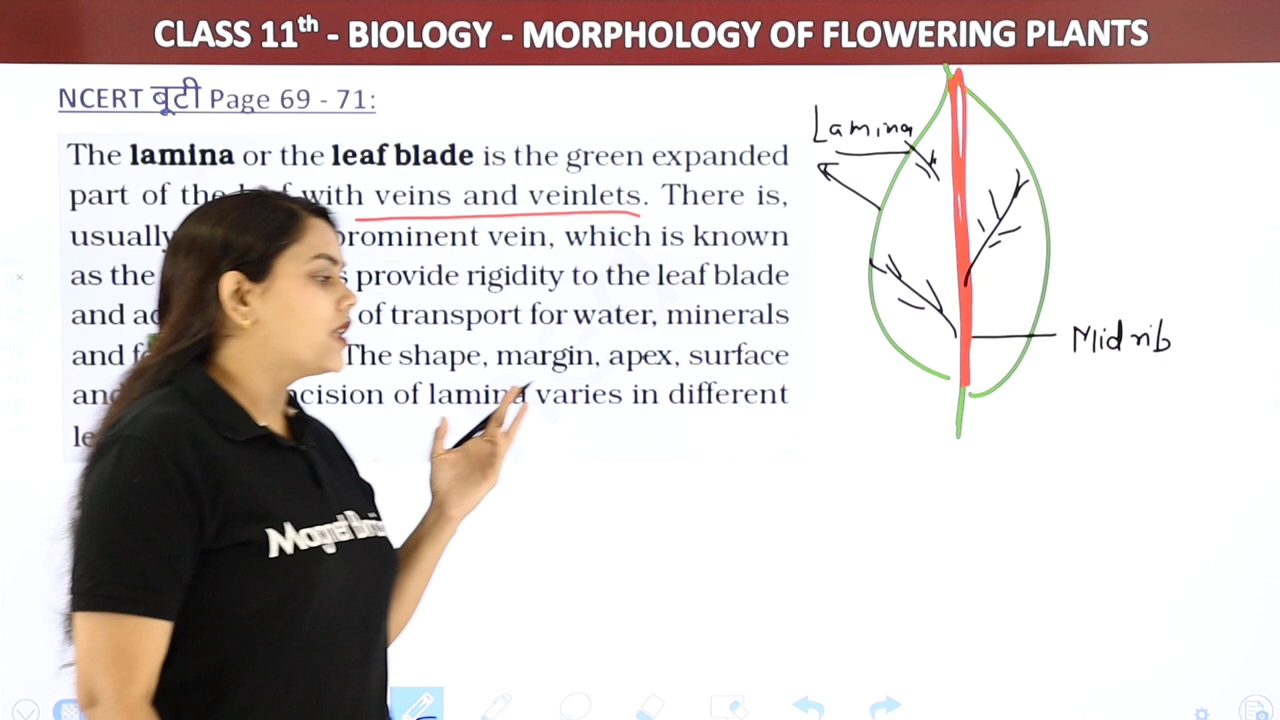 CLASS 11th - BIOLOGY - MORPHOLOGY OF FLOWERING PLANTS
NCERT बूटी Page 69 - 71:
The lamina or the leaf blade is the green expanded
part of the with veins and veinlets. There is,
usually prominent vein, which is known
as the provide rigidity to the leaf blade
and of transport for water, minerals
and The shape, margin, apex, surface
and of lamina varies in different
Lamina
Midrib
Magnet